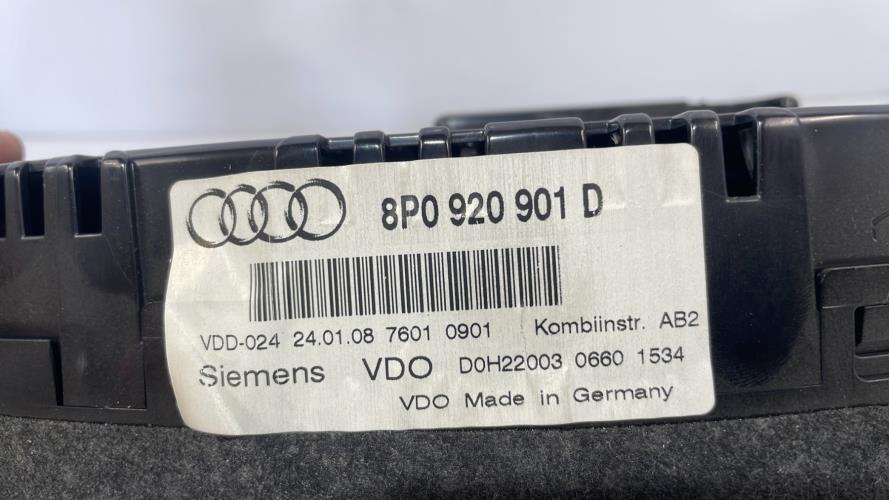 8P0 920 901 D
VDD-024 24.01.08 7601 0901 Kombiinstr. AB2
Siemens VDO D0H22003 0660 1534
VDO Made in Germany